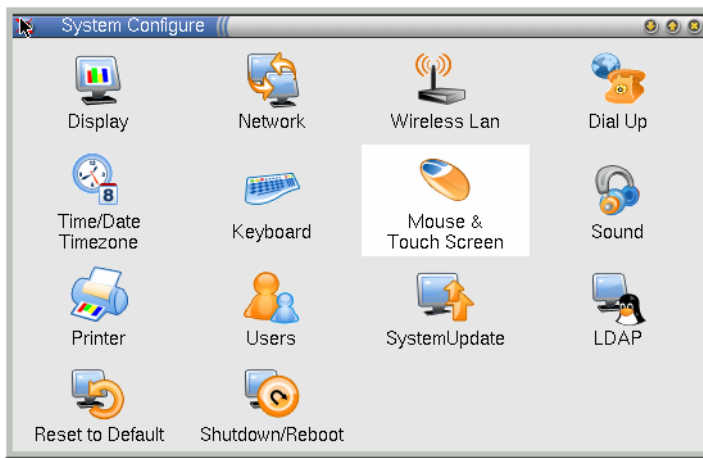 System Configure
Display
Network
Wireless Lan
Dial Up
8
Time/Date
Timezone
Keyboard
Mouse &
Touch Screen
Sound
Printer
Users
SystemUpdate
LDAP
Reset to Default
Shutdown/Reboot